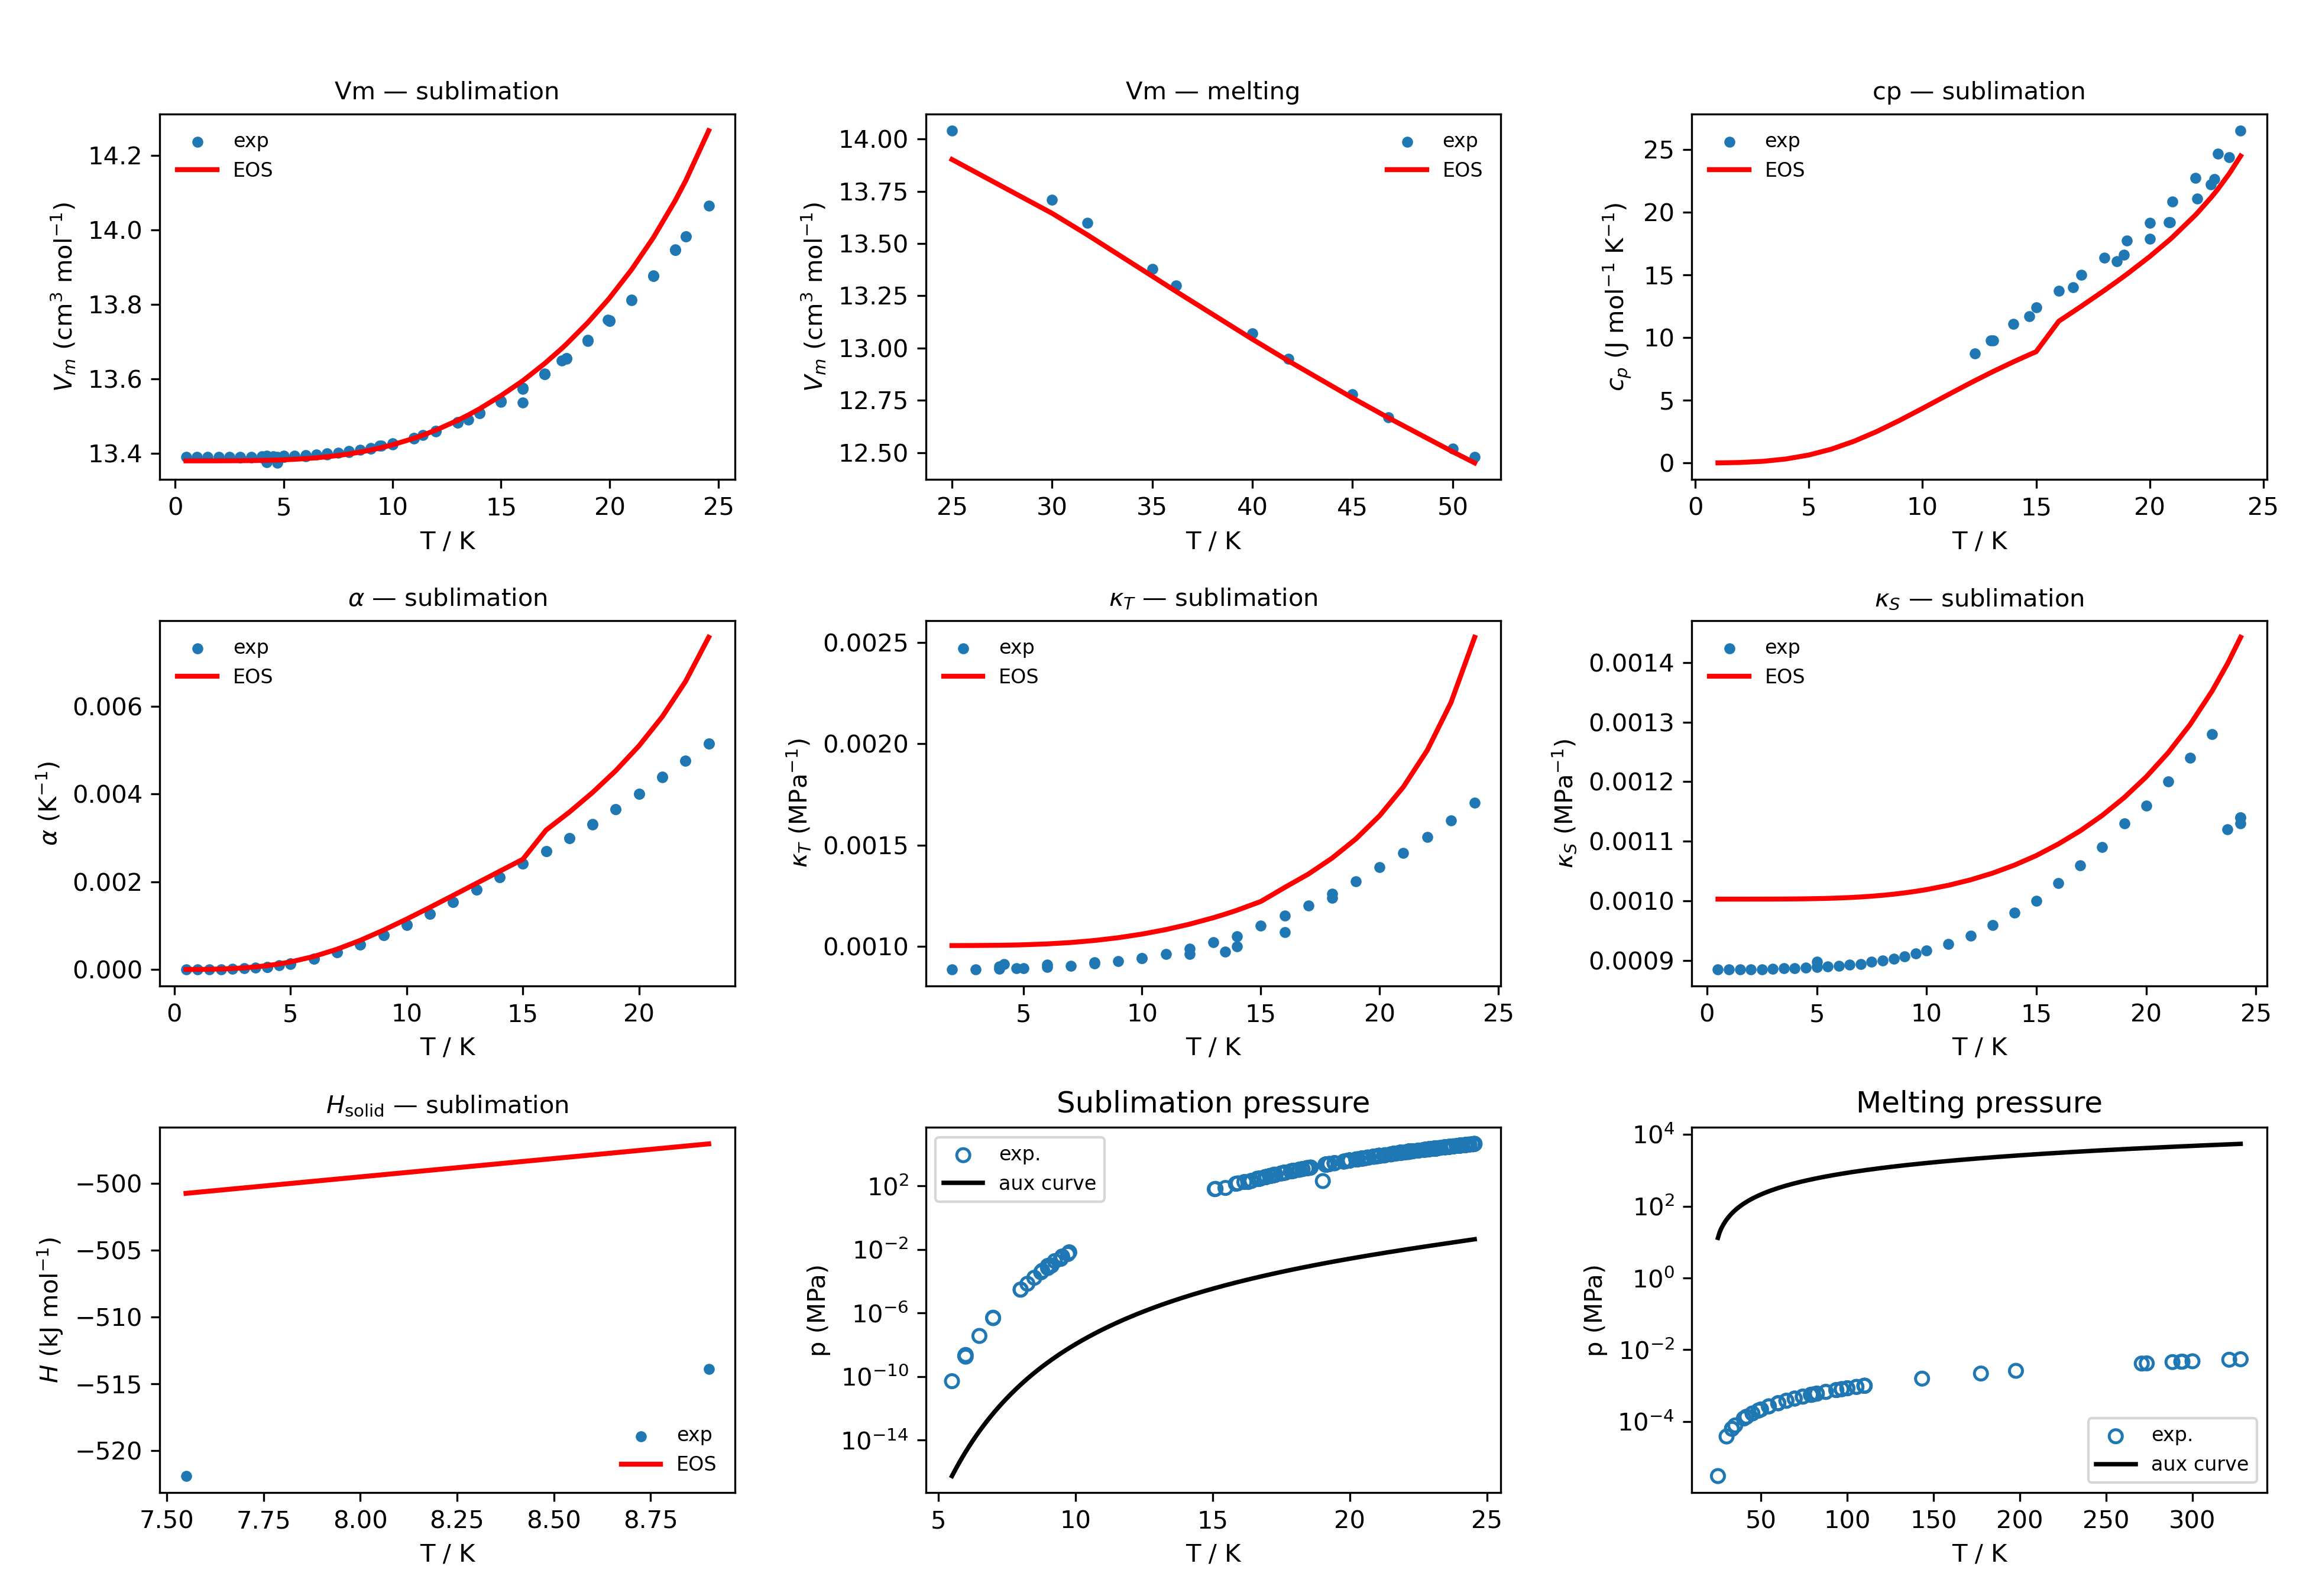 Vm — sublimation
14.2
14.0
13.8
13.6
13.4
V_m (cm³ mol⁻¹)
exp
EOS
0 5 10 15 20 25
T / K
Vm — melting
14.00
13.75
13.50
13.25
13.00
12.75
12.50
V_m (cm³ mol⁻¹)
exp
EOS
25 30 35 40 45 50
T / K
cp — sublimation
25
20
15
10
5
0
c_p (J mol⁻¹ K⁻¹)
exp
EOS
0 5 10 15 20 25
T / K
α — sublimation
0.006
0.004
0.002
0.000
α (K⁻¹)
exp
EOS
0 5 10 15 20
T / K
κ_T — sublimation
0.0025
0.0020
0.0015
0.0010
κ_T (MPa⁻¹)
exp
EOS
5 10 15 20 25
T / K
κ_S — sublimation
0.0014
0.0013
0.0012
0.0011
0.0010
0.0009
κ_S (MPa⁻¹)
exp
EOS
0 5 10 15 20 25
T / K
H_solid — sublimation
−500
−505
−510
−515
−520
H (kJ mol⁻¹)
exp
EOS
7.50 7.75 8.00 8.25 8.50 8.75
T / K
Sublimation pressure
10²
10⁻²
10⁻⁶
10⁻¹⁰
10⁻¹⁴
p (MPa)
exp.
aux curve
5 10 15 20 25
T / K
Melting pressure
10⁴
10²
10⁰
10⁻²
10⁻⁴
p (MPa)
exp.
aux curve
50 100 150 200 250 300
T / K